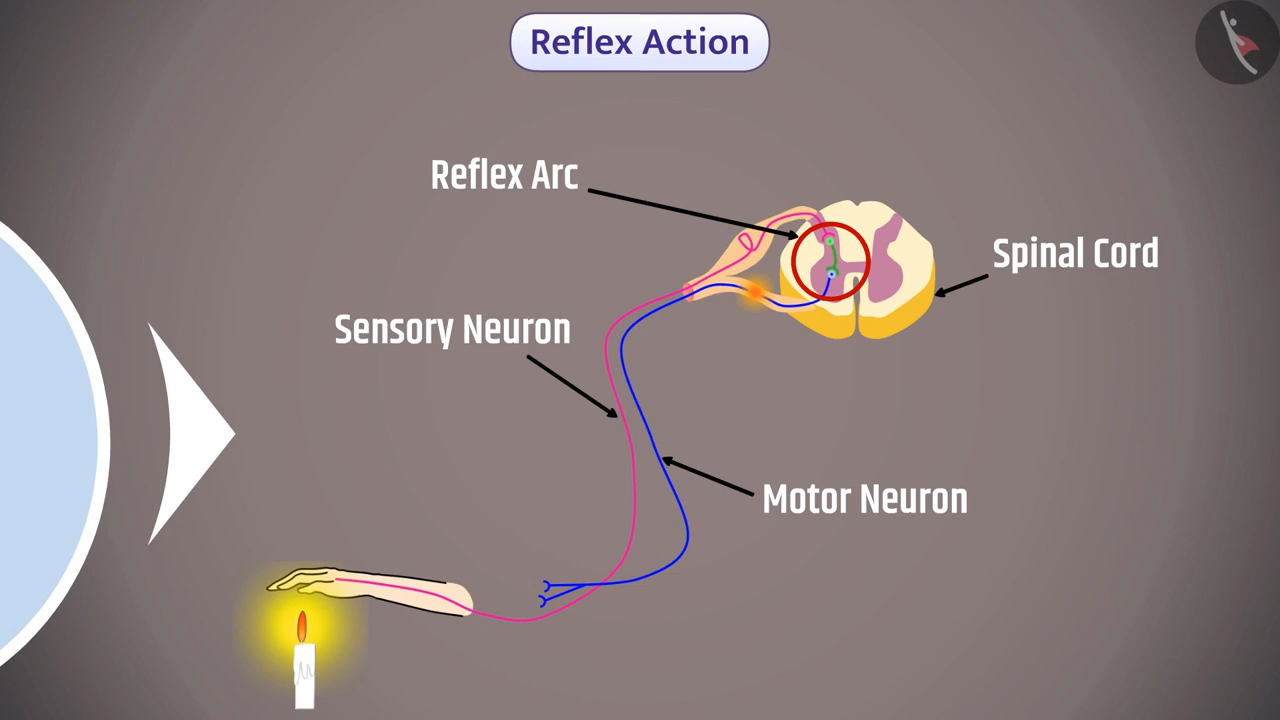 Reflex Action
Reflex Arc
Spinal Cord
Sensory Neuron
Motor Neuron